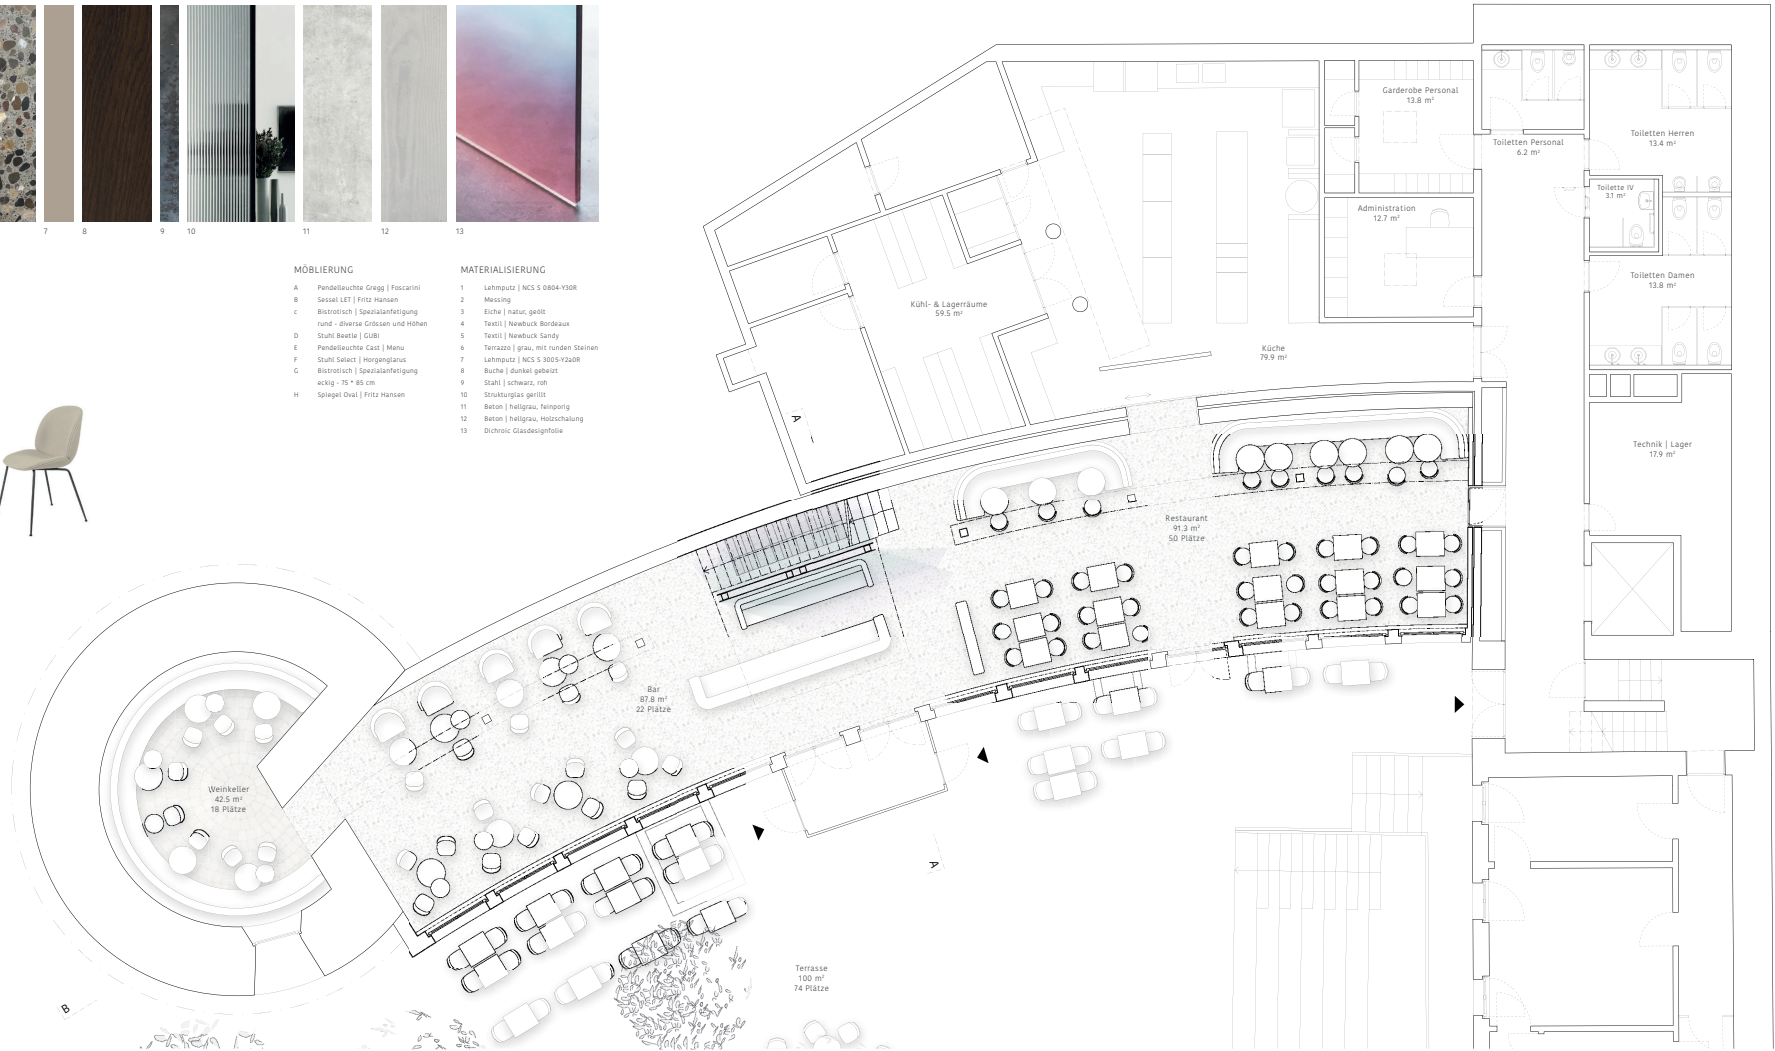 7 8 9 10 11 12 13
MÖBLIERUNG
A Pendelleuchte Gregg | Foscarini
B Sessel LET | Fritz Hansen
c Bistrotisch | Spezialanfetigung
rund - diverse Grössen und Höhen
D Stuhl Beetle | GUBI
E Pendelleuchte Cast | Menu
F Stuhl Select | Horgenglarus
G Bistrotisch | Spezialanfetigung
eckig - 75 * 85 cm
H Spiegel Oval | Fritz Hansen
MATERIALISIERUNG
1 Lehmputz | NCS S 0804-Y30R
2 Messing
3 Eiche | natur, geölt
4 Textil | Newbuck Bordeaux
5 Textil | Newbuck Sandy
6 Terrazzo | grau, mit runden Steinen
7 Lehmputz | NCS S 3005-Y2a0R
8 Buche | dunkel gebeizt
9 Stahl | schwarz, roh
10 Strukturglas gerillt
11 Beton | hellgrau, feinporig
12 Beton | hellgrau, Holzschalung
13 Dichroic Glasdesignfolie
Garderobe Personal
13.8 m²
Toiletten Personal
6.2 m²
Toiletten Herren
13.4 m²
Toilette IV
3.1 m²
Administration
12.7 m²
Toiletten Damen
13.8 m²
Kühl- & Lagerräume
59.5 m²
Küche
79.9 m²
A
Technik | Lager
17.9 m²
Restaurant
91.3 m²
50 Plätze
Bar
87.8 m²
22 Plätze
Weinkeller
42.5 m²
18 Plätze
A
Terrasse
100 m²
74 Plätze
B